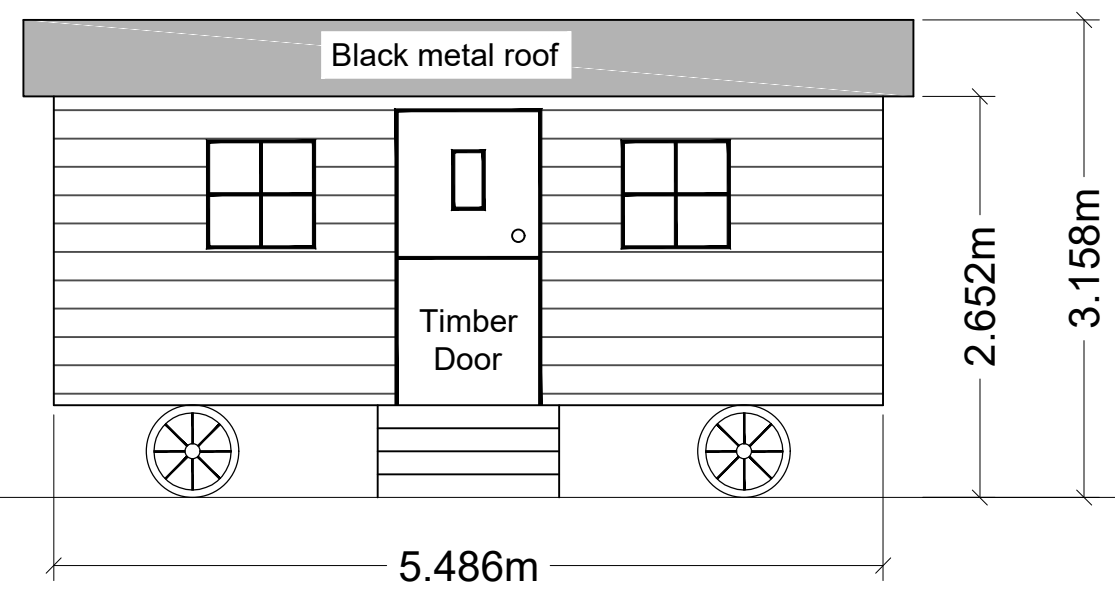 Black metal roof
Timber
Door
2.652m
3.158m
5.486m